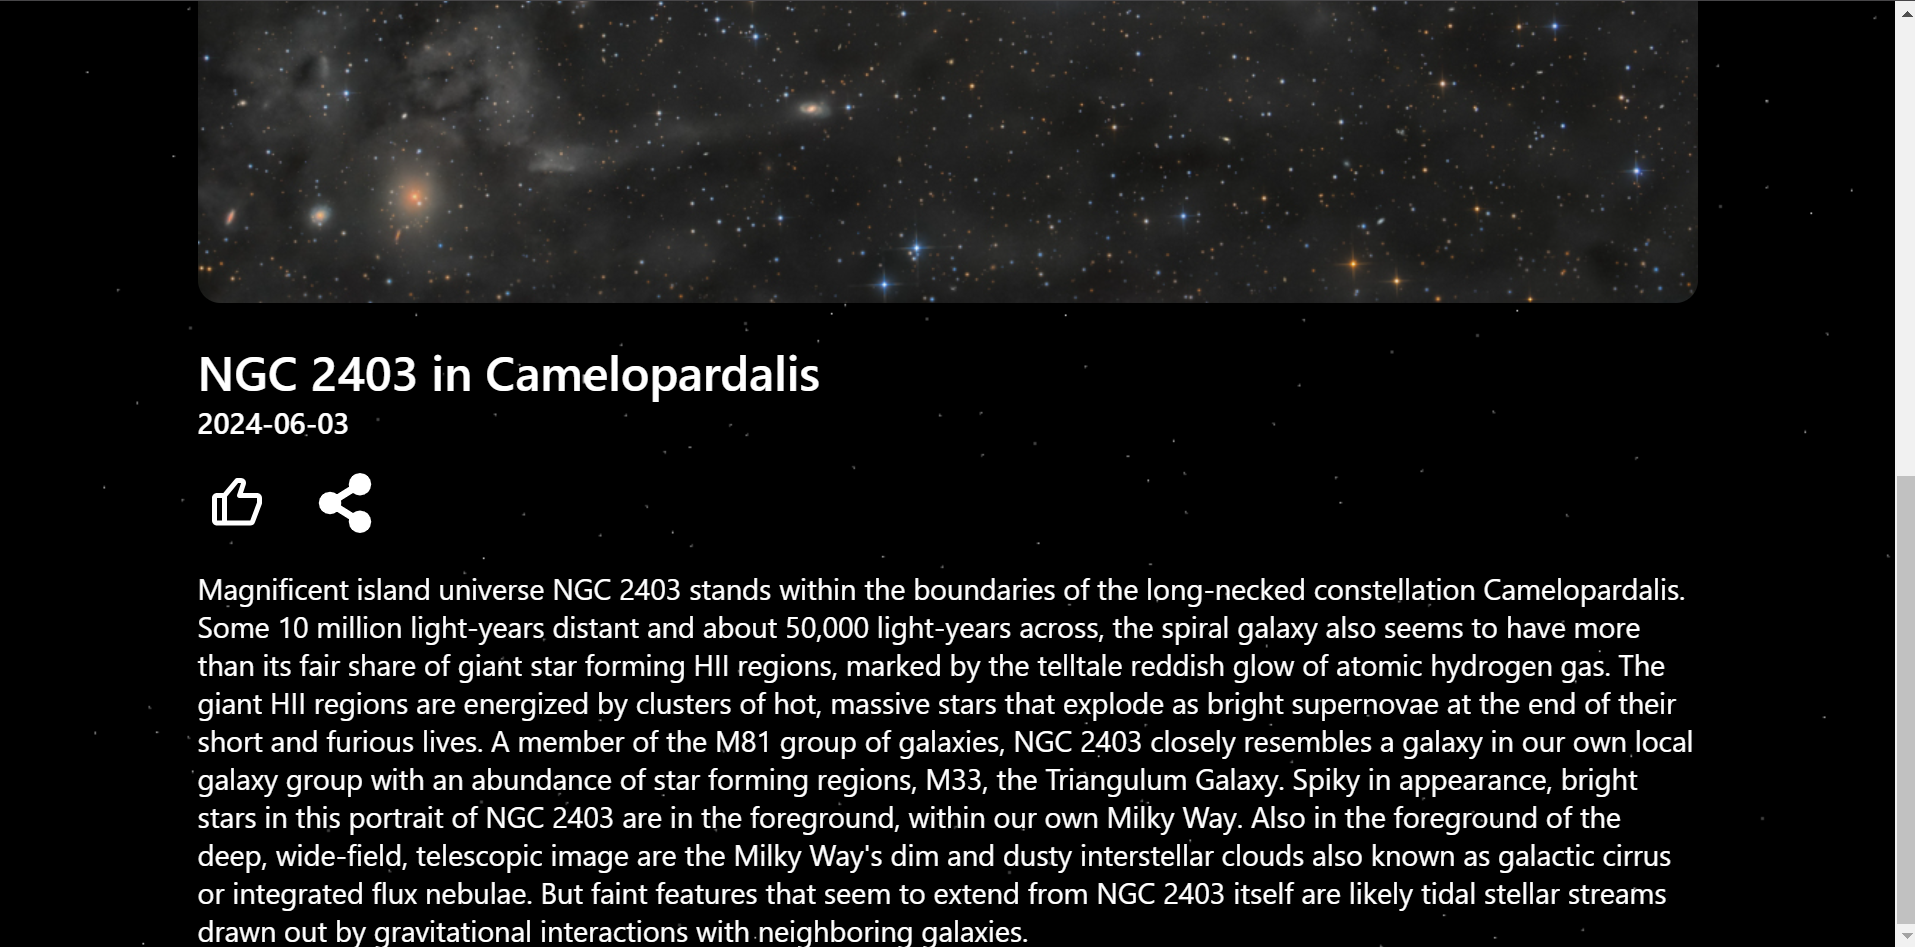 NGC 2403 in Camelopardalis
2024-06-03
Magnificent island universe NGC 2403 stands within the boundaries of the long-necked constellation Camelopardalis.
Some 10 million light-years distant and about 50,000 light-years across, the spiral galaxy also seems to have more
than its fair share of giant star forming HII regions, marked by the telltale reddish glow of atomic hydrogen gas. The
giant HII regions are energized by clusters of hot, massive stars that explode as bright supernovae at the end of their
short and furious lives. A member of the M81 group of galaxies, NGC 2403 closely resembles a galaxy in our own local
galaxy group with an abundance of star forming regions, M33, the Triangulum Galaxy. Spiky in appearance, bright
stars in this portrait of NGC 2403 are in the foreground, within our own Milky Way. Also in the foreground of the
deep, wide-field, telescopic image are the Milky Way's dim and dusty interstellar clouds also known as galactic cirrus
or integrated flux nebulae. But faint features that seem to extend from NGC 2403 itself are likely tidal stellar streams
drawn out by gravitational interactions with neighboring galaxies.